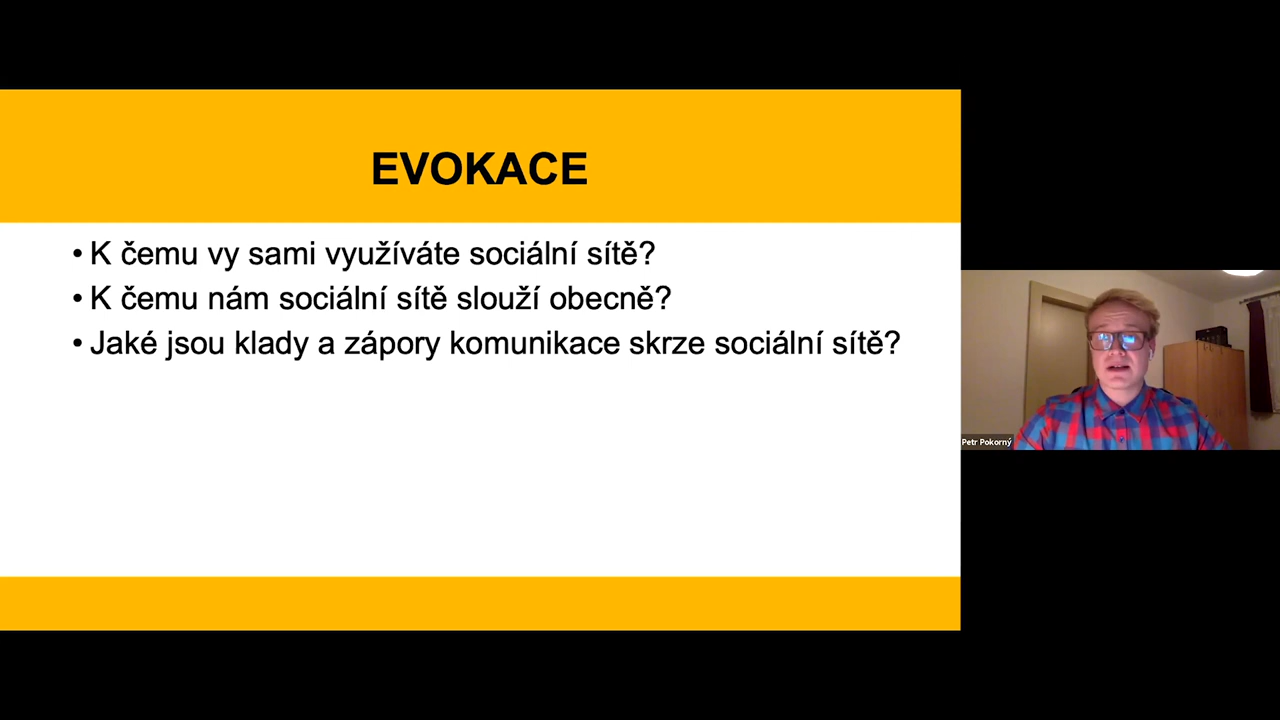 EVOKACE
• K čemu vy sami využíváte sociální sítě?
• K čemu nám sociální sítě slouží obecně?
• Jaké jsou klady a zápory komunikace skrze sociální sítě?
Petr Pokorný